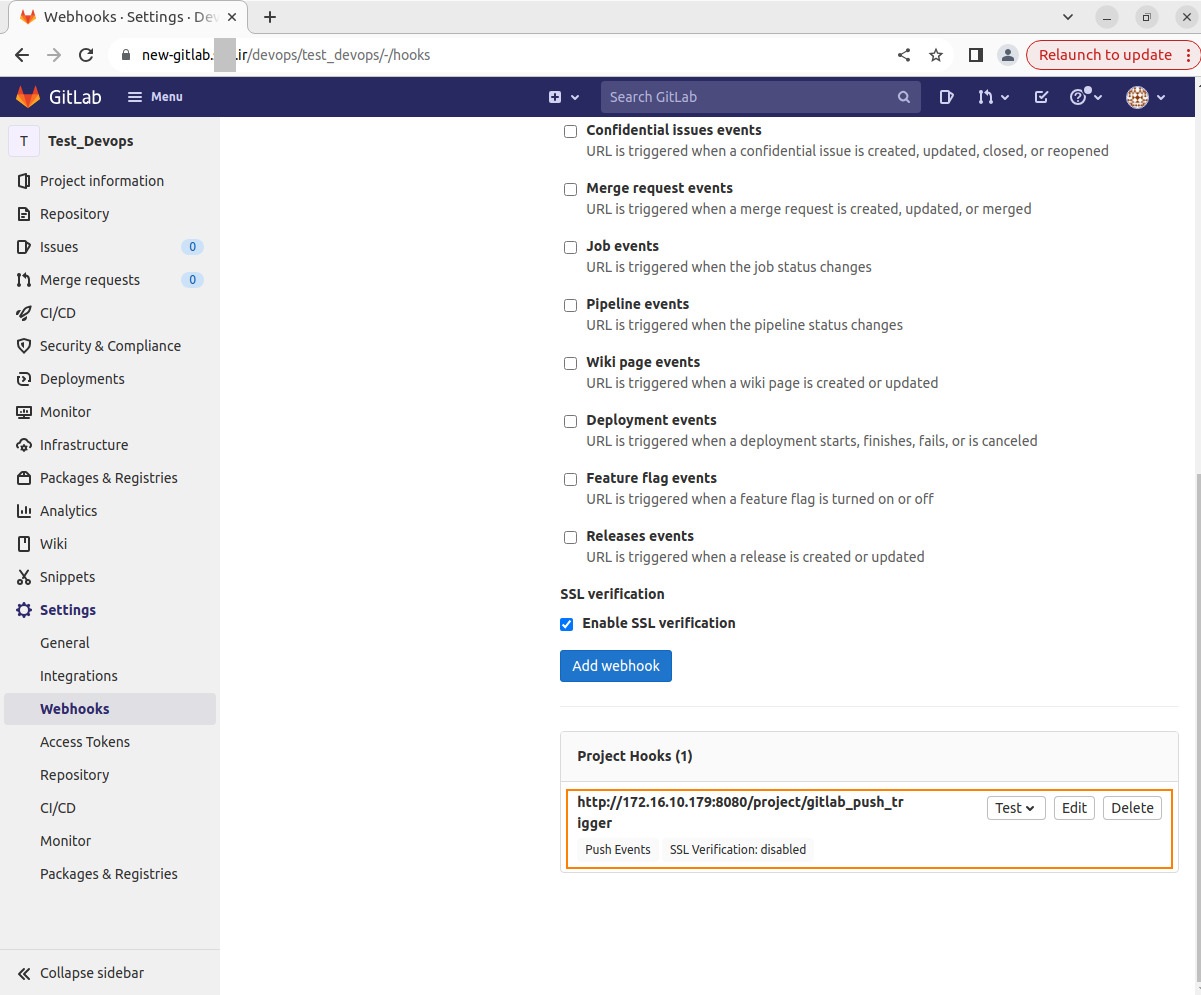 Webhooks · Settings · Dev
new-gitlab. .ir/devops/test_devops/-/hooks
Relaunch to update
GitLab
Menu
Search GitLab
T
Test_Devops
Project information
Repository
Issues 0
Merge requests 0
CI/CD
Security & Compliance
Deployments
Monitor
Infrastructure
Packages & Registries
Analytics
Wiki
Snippets
Settings
General
Integrations
Webhooks
Access Tokens
Repository
CI/CD
Monitor
Packages & Registries
Collapse sidebar
Confidential issues events
URL is triggered when a confidential issue is created, updated, closed, or reopened
Merge request events
URL is triggered when a merge request is created, updated, or merged
Job events
URL is triggered when the job status changes
Pipeline events
URL is triggered when the pipeline status changes
Wiki page events
URL is triggered when a wiki page is created or updated
Deployment events
URL is triggered when a deployment starts, finishes, fails, or is canceled
Feature flag events
URL is triggered when a feature flag is turned on or off
Releases events
URL is triggered when a release is created or updated
SSL verification
Enable SSL verification
Add webhook
Project Hooks (1)
http://172.16.10.179:8080/project/gitlab_push_tr
igger
Test Edit Delete
Push Events SSL Verification: disabled